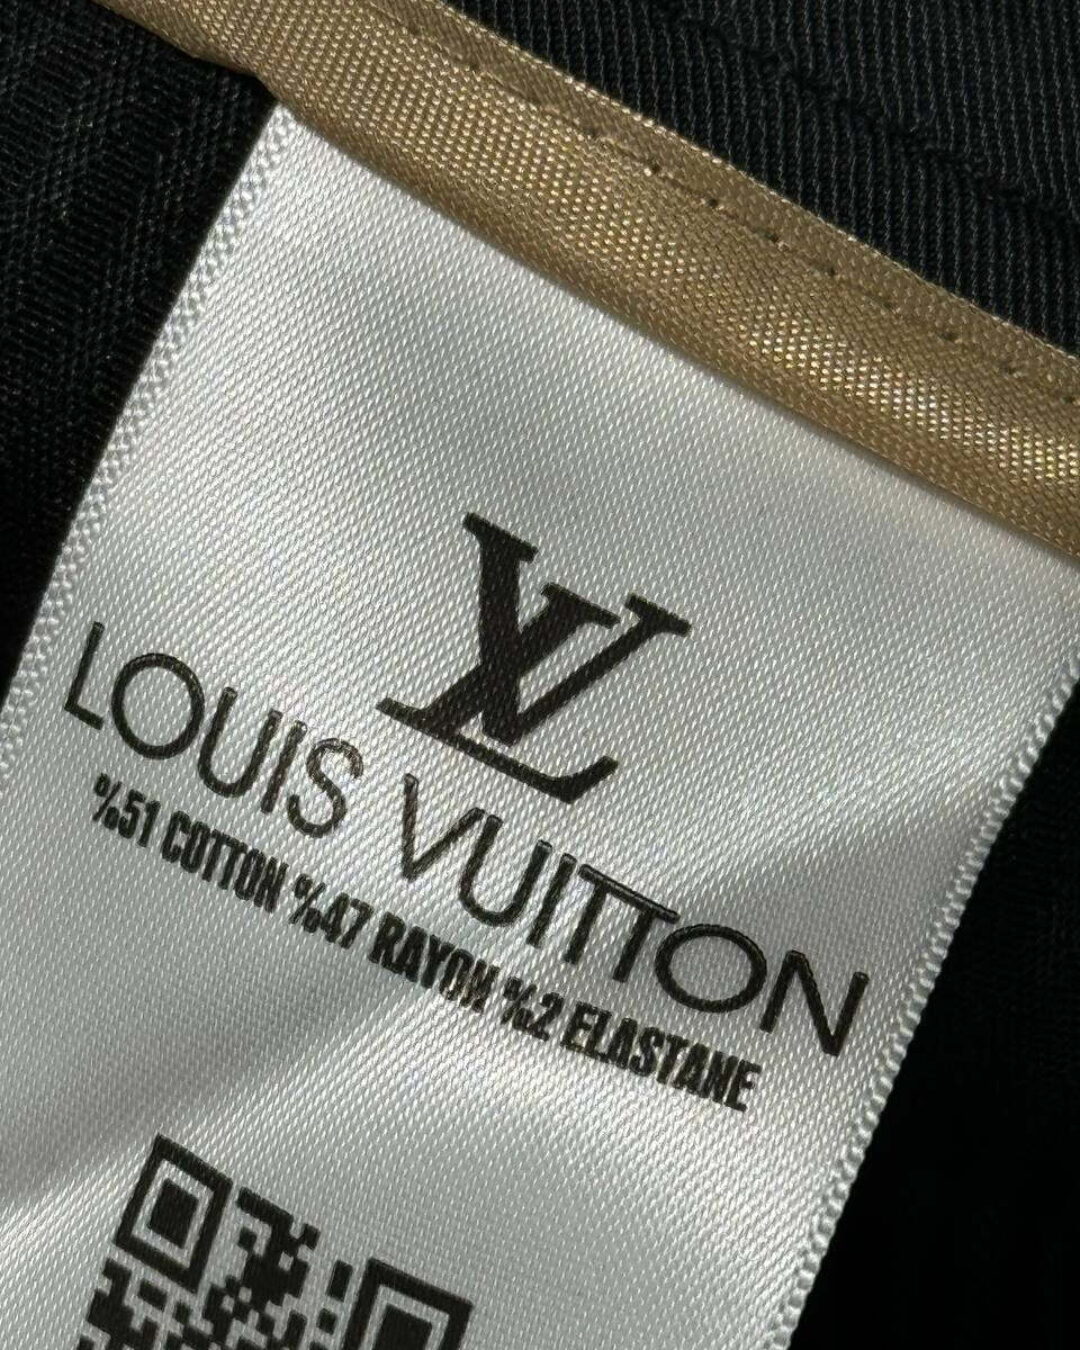 LV
LOUIS VUITTON
%51 COTTON %47 RAYON %2 ELASTANE